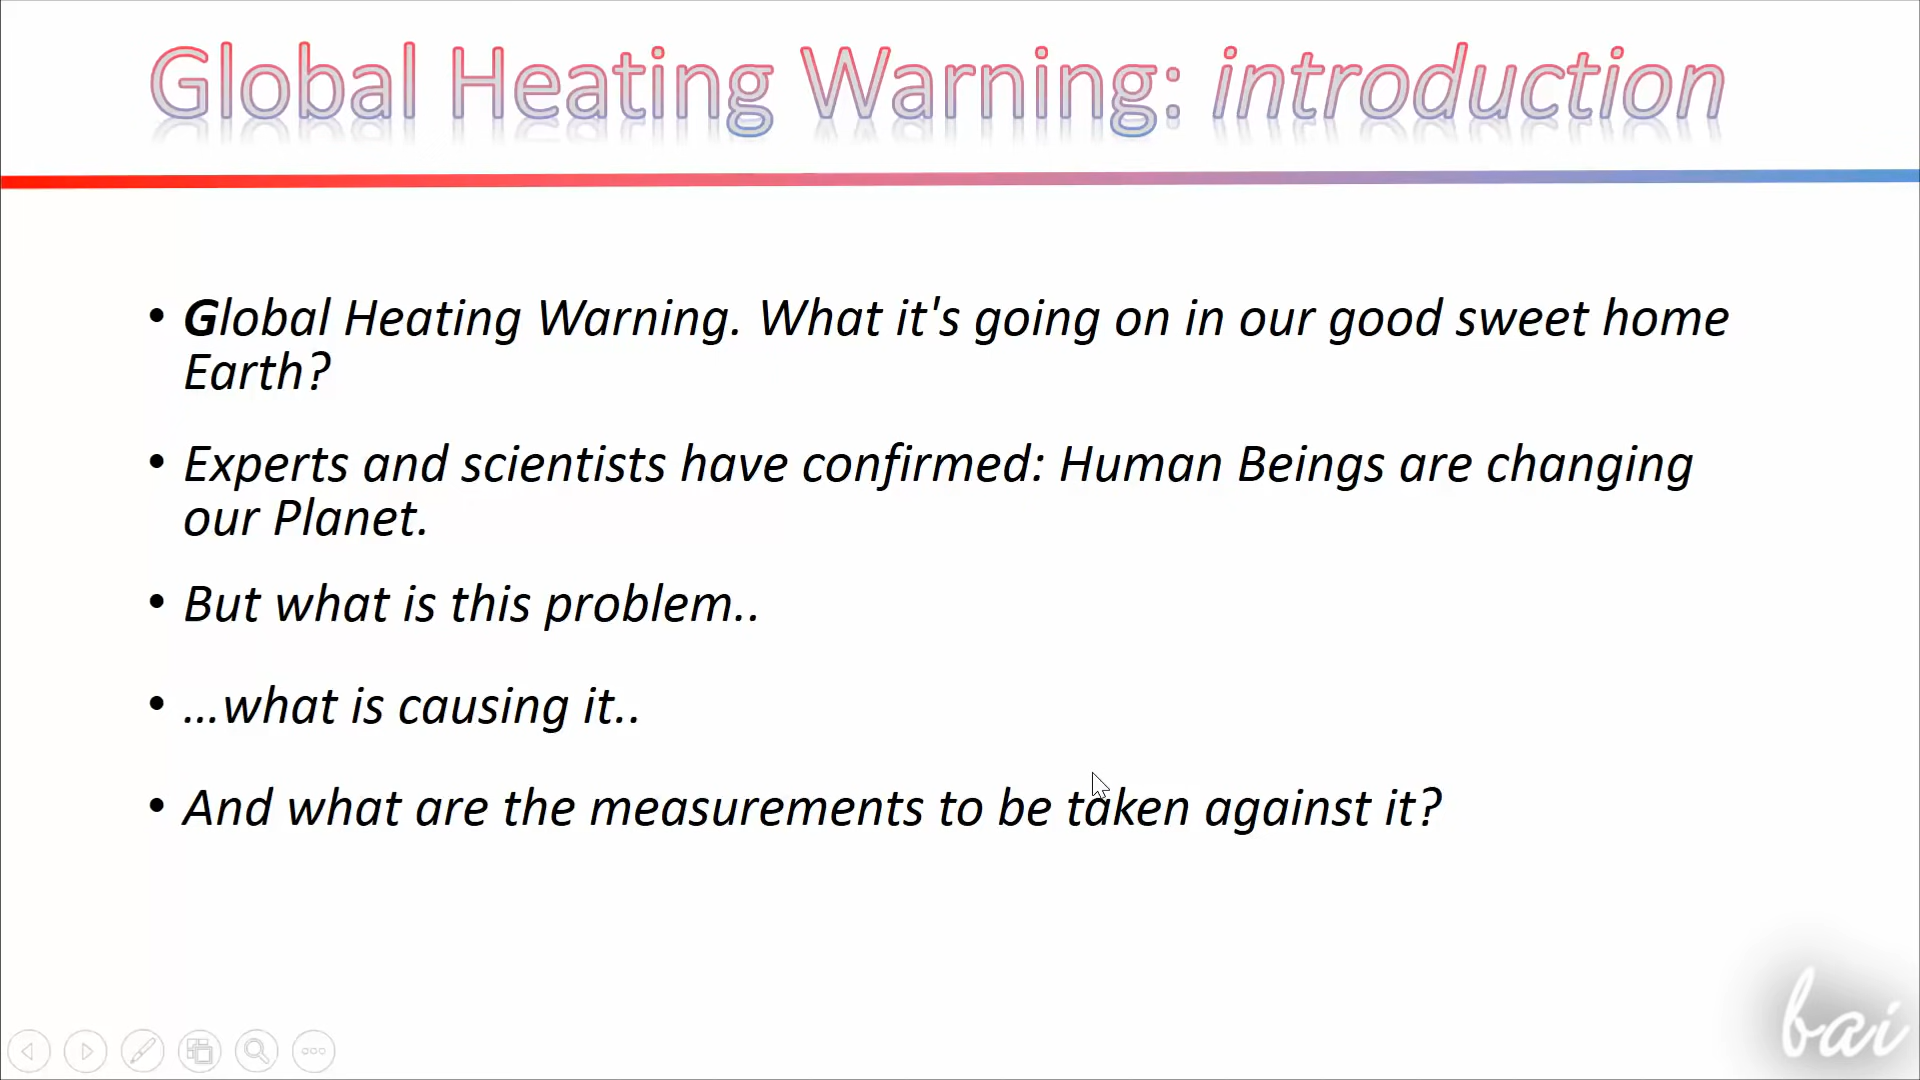 Global Heating Warning: introduction
• Global Heating Warning. What it's going on in our good sweet home
Earth?
• Experts and scientists have confirmed: Human Beings are changing
our Planet.
• But what is this problem..
• ...what is causing it..
• And what are the measurements to be taken against it?
bai